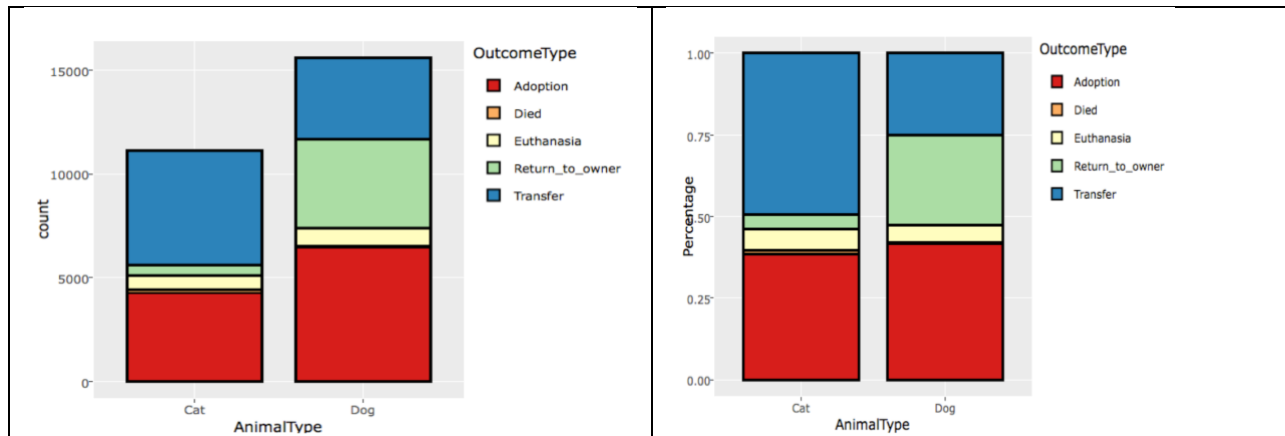 OutcomeType
Adoption
Died
Euthanasia
Return_to_owner
Transfer
15000
10000
5000
0
count
Cat
Dog
AnimalType
OutcomeType
Adoption
Died
Euthanasia
Return_to_owner
Transfer
1.00
0.75
0.50
0.25
0.00
Percentage
Cat
Dog
AnimalType